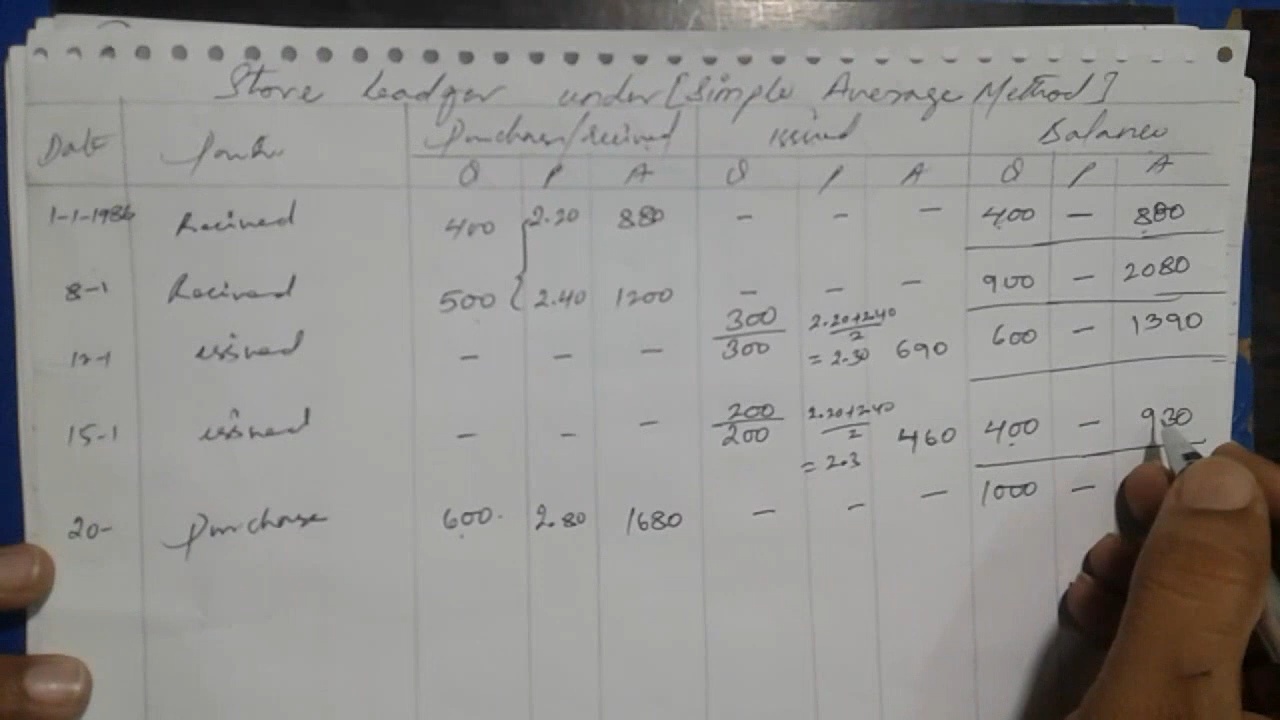 Store Leadger under [Simple Average Method]
Date Purchase/received issued Balance
Q P A Q P A Q P A
1-1-1986 Received 400 2.20 880 - - - 400 - 880
8-1 Received 500 2.40 1200 - - - 900 - 2080
12-1 issued - - - 300/300 2.20+2.40/2 = 2.30 690 600 - 1390
15-1 issued - - - 200/200 2.20+2.40/2 = 2.3 460 400 - 930
20- purchase 600. 2.80 1680 - - - 1000 -